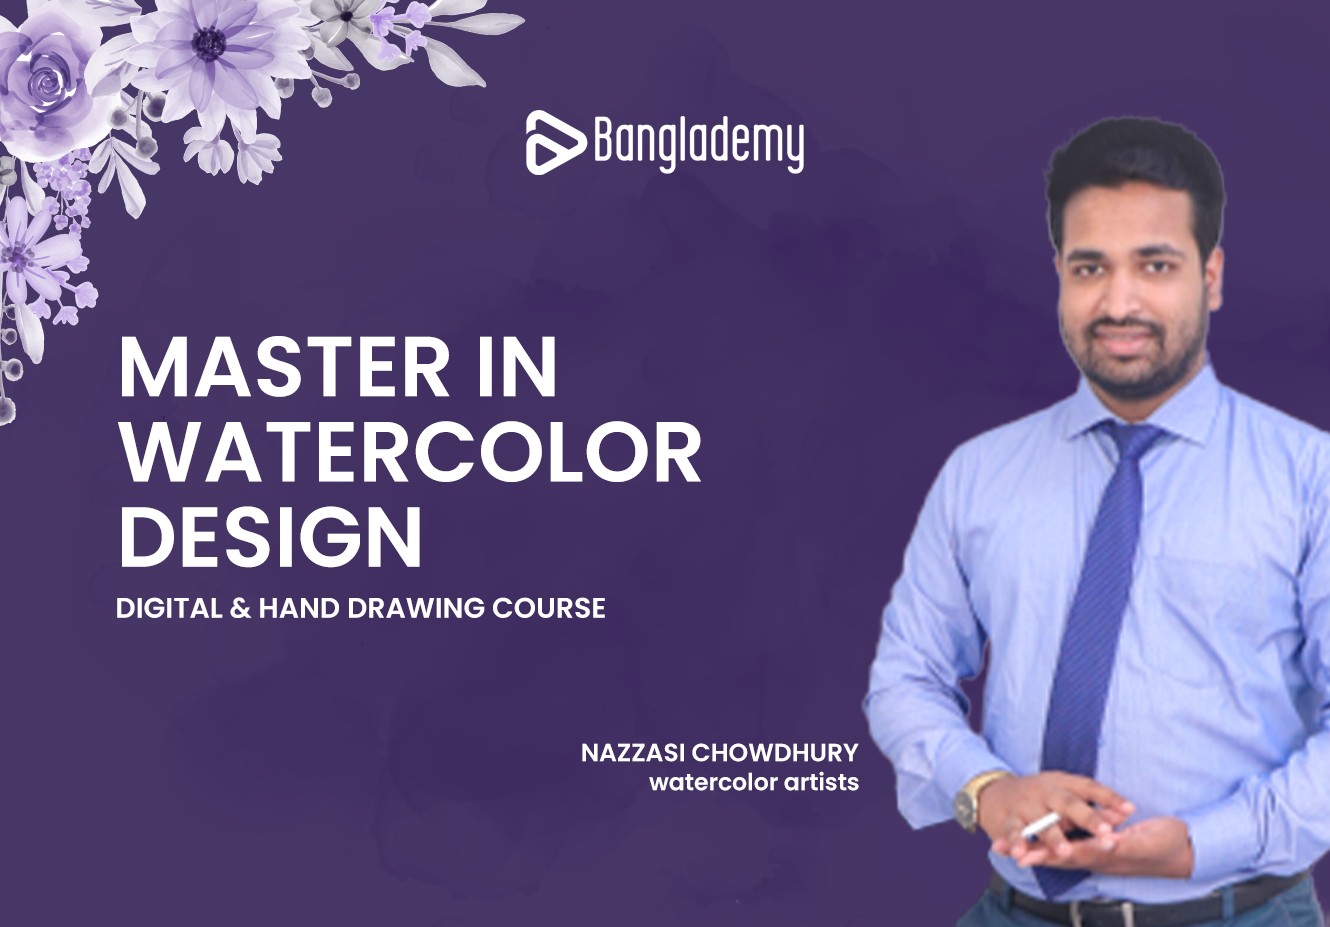 Banglademy
MASTER IN
WATERCOLOR
DESIGN
DIGITAL & HAND DRAWING COURSE
NAZZASI CHOWDHURY
watercolor artists